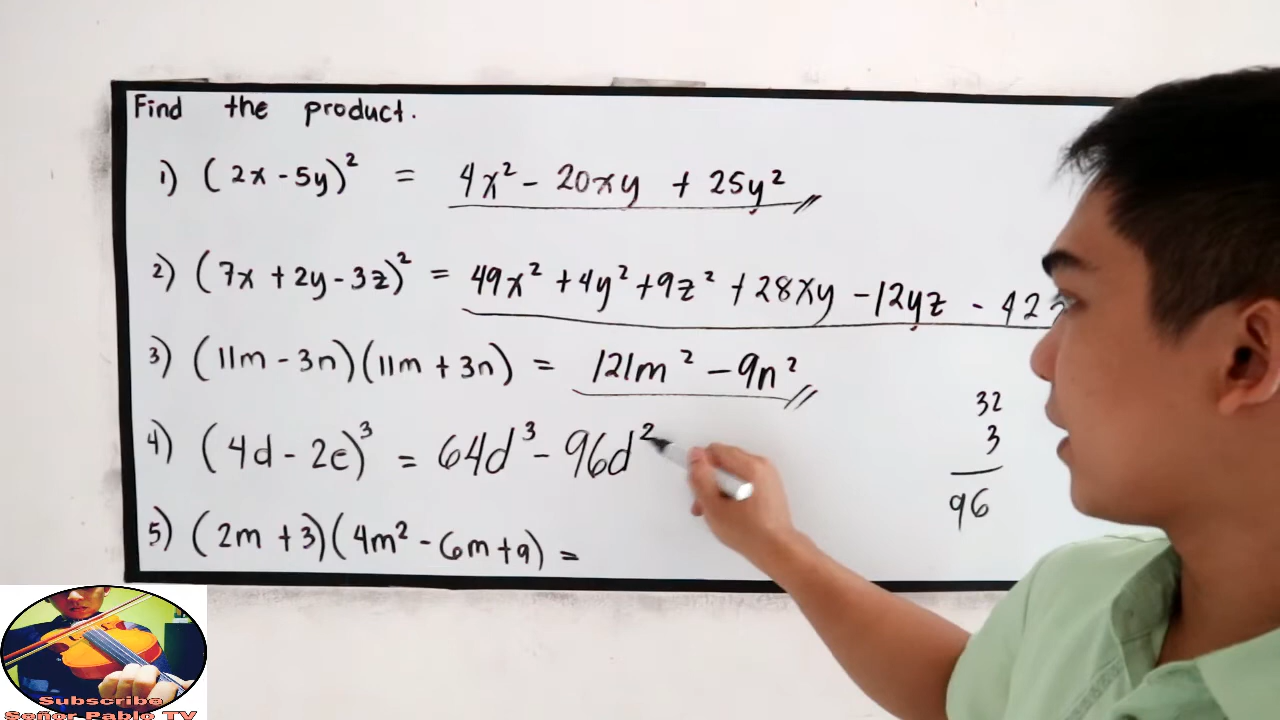 Find the product.
1) (2x - 5y)² = 4x² - 20xy + 25y²
2) (7x + 2y - 3z)² = 49x² + 4y² + 9z² + 28xy - 12yz - 42
3) (11m - 3n)(11m + 3n) = 121m² - 9n²
4) (4d - 2e)³ = 64d³ - 96d²
5) (2m + 3)(4m² - 6m + 9) =
32
3
96
Subscribe
Señor Pablo TV